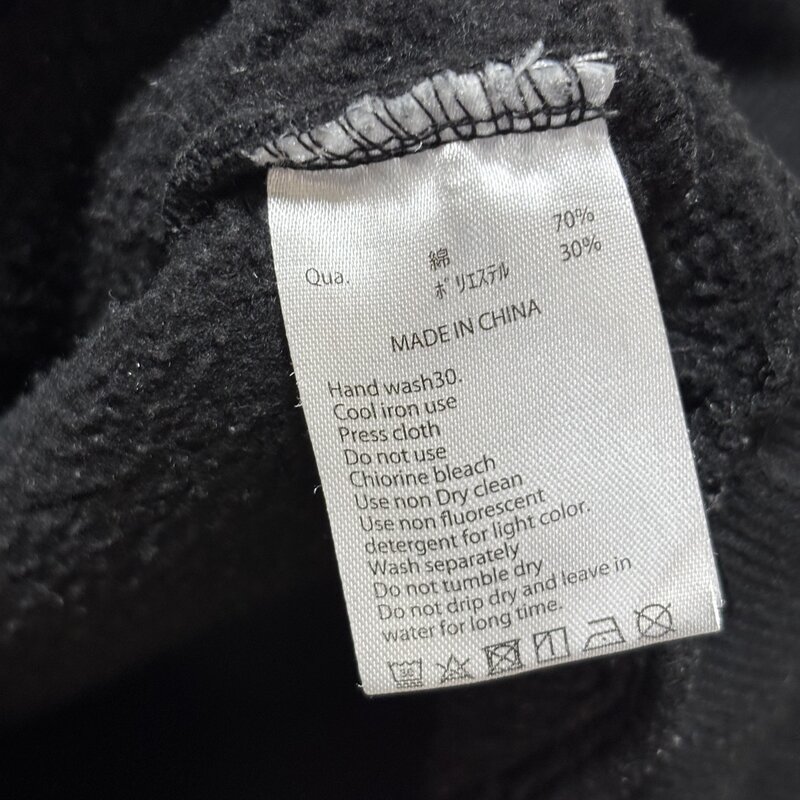 Qua. 綿 70%
ポリエステル 30%
MADE IN CHINA
Hand wash30.
Cool iron use
Press cloth
Do not use
Chiorine bleach
Use non Dry clean
Use non fluorescent
detergent for light color.
Wash separately
Do not tumble dry
Do not drip dry and leave in
water for long time.